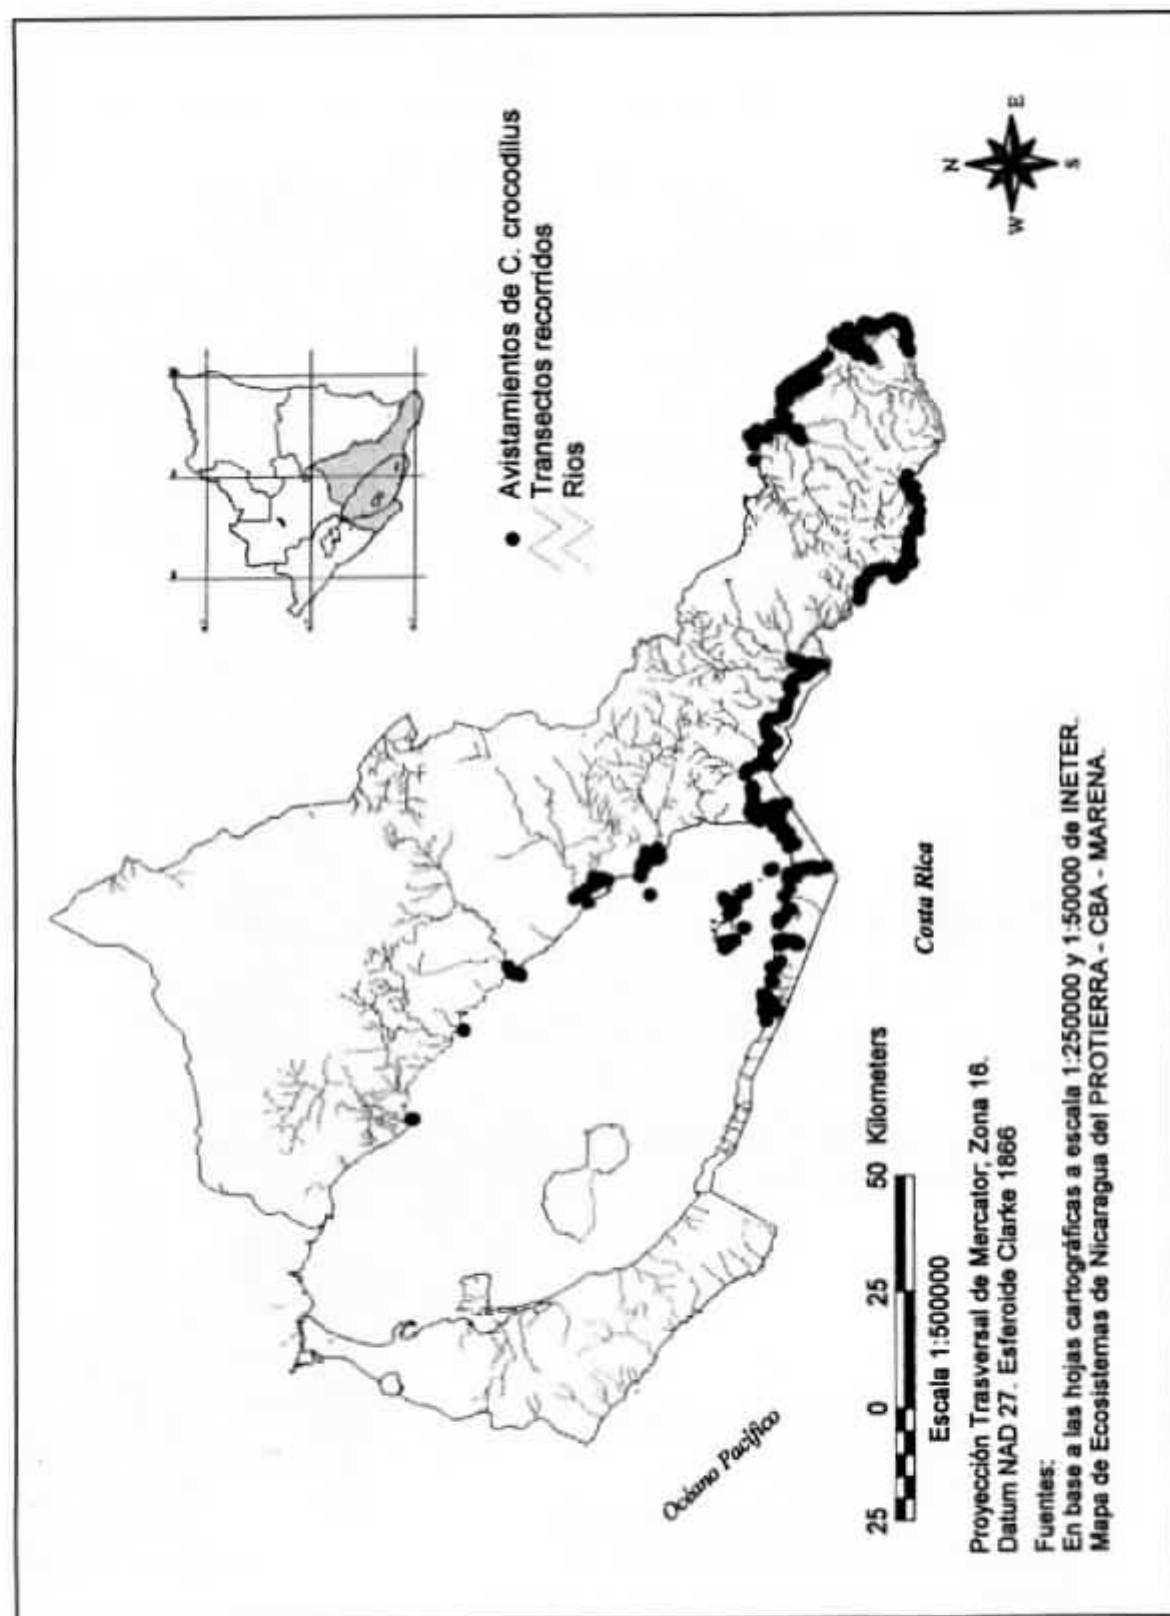 Avistamientos de C. crocodilus
Transectos recorridos
Rios
N
W
E
S
Costa Rica
Océano Pacífico
25 0 25 50 Kilometers
Escala 1:500000
Proyección Trasversal de Mercator; Zona 16.
Datum NAD 27. Esferoide Clarke 1866
Fuentes:
En base a las hojas cartográficas a escala 1:250000 y 1:50000 de INETER.
Mapa de Ecosistemas de Nicaragua del PROTIERRA - CBA - MARENA.